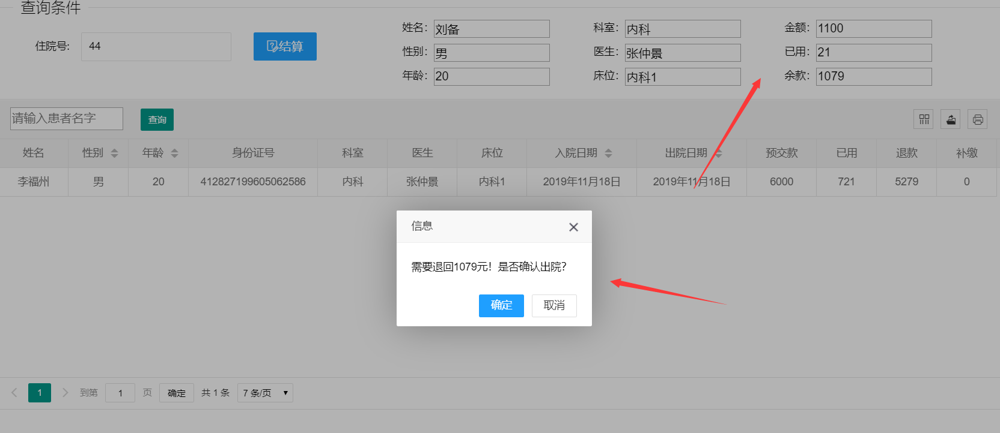 查询条件
住院号: 44 结算
姓名: 刘备 科室: 内科 金额: 1100
性别: 男 医生: 张仲景 已用: 21
年龄: 20 床位: 内科1 余款: 1079
请输入患者名字 查询
姓名 性别 年龄 身份证号 科室 医生 床位 入院日期 出院日期 预交款 已用 退款 补缴
李福州 男 20 412827199605062586 内科 张仲景 内科1 2019年11月18日 2019年11月18日 6000 721 5279 0
信息
需要退回1079元！是否确认出院?
确定 取消
1 到第 1 页 确定 共 1 条 7 条/页